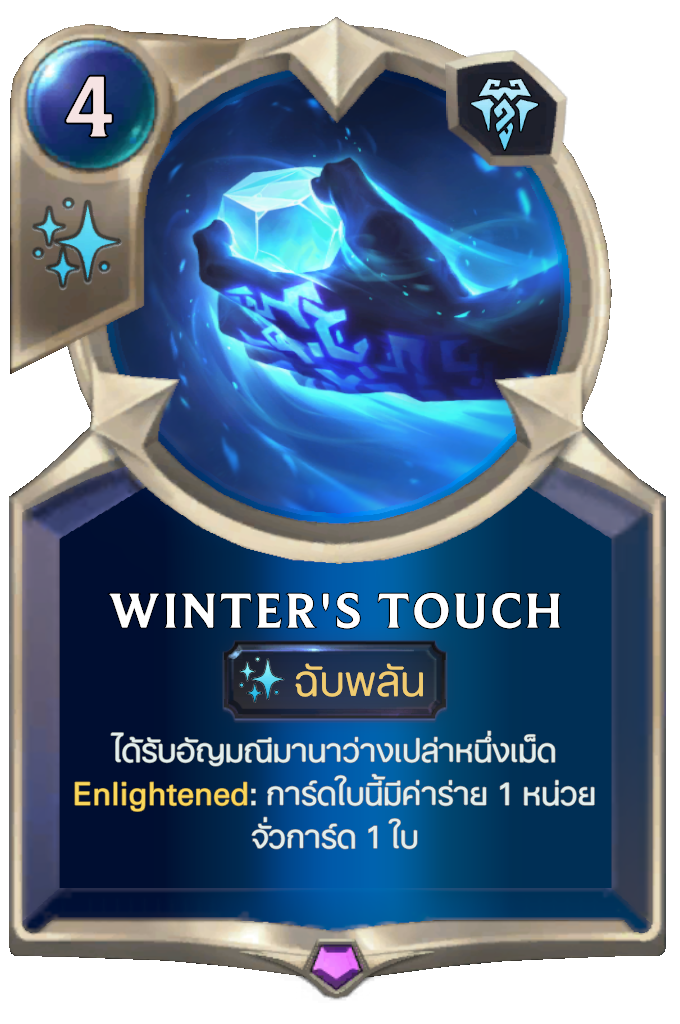 4
WINTER'S TOUCH
ฉับพลัน
ได้รับอัญมณีมานาว่างเปล่าหนึ่งเม็ด
Enlightened: การ์ดใบนี้มีค่าร่าย 1 หน่วย
จั่วการ์ด 1 ใบ